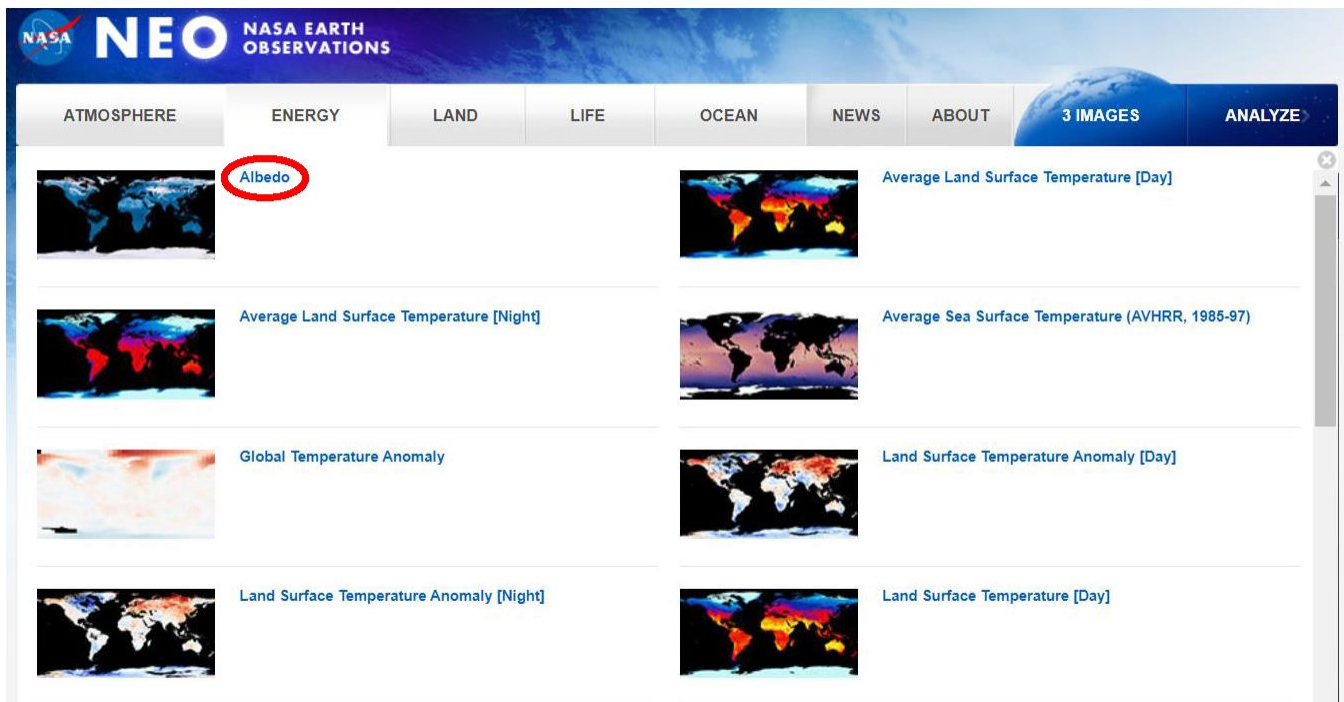 NASA NEO NASA EARTH
OBSERVATIONS
ATMOSPHERE ENERGY LAND LIFE OCEAN NEWS ABOUT 3 IMAGES ANALYZE
Albedo
Average Land Surface Temperature [Day]
Average Land Surface Temperature [Night]
Average Sea Surface Temperature (AVHRR, 1985-97)
Global Temperature Anomaly
Land Surface Temperature Anomaly [Day]
Land Surface Temperature Anomaly [Night]
Land Surface Temperature [Day]